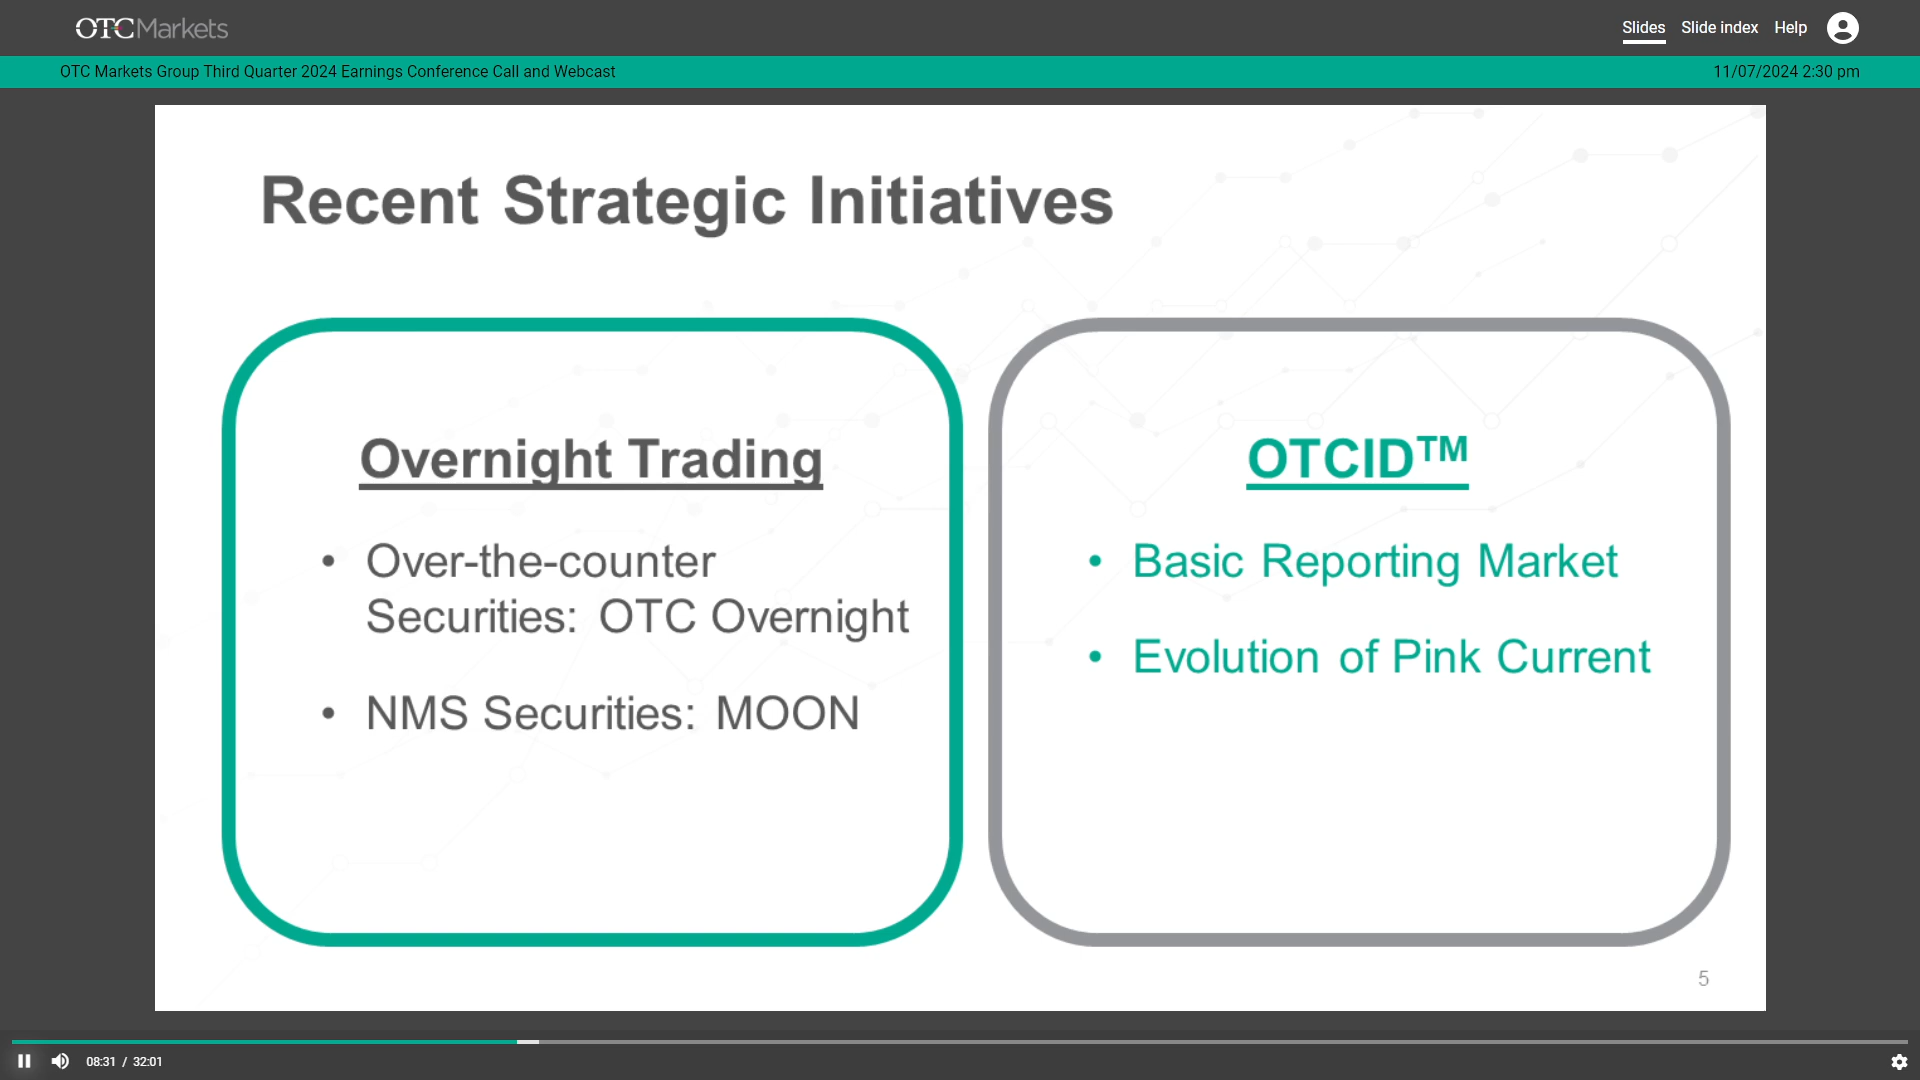 OTCMarkets
Slides Slide index Help
OTC Markets Group Third Quarter 2024 Earnings Conference Call and Webcast
11/07/2024 2:30 pm
Recent Strategic Initiatives
Overnight Trading
• Over-the-counter
Securities: OTC Overnight
• NMS Securities: MOON
OTCID™
• Basic Reporting Market
• Evolution of Pink Current
5
08:31 / 32:01